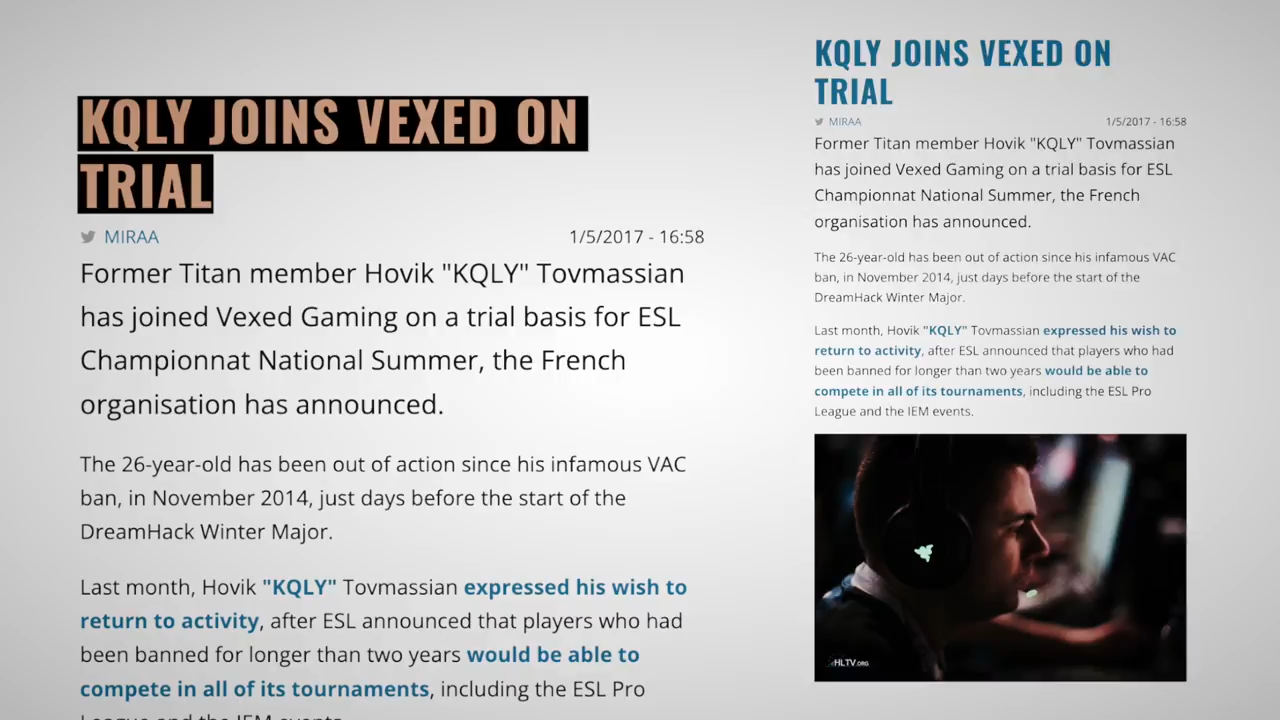 KQLY JOINS VEXED ON
TRIAL
MIRAA 1/5/2017 - 16:58
Former Titan member Hovik "KQLY" Tovmassian
has joined Vexed Gaming on a trial basis for ESL
Championnat National Summer, the French
organisation has announced.
The 26-year-old has been out of action since his infamous VAC
ban, in November 2014, just days before the start of the
DreamHack Winter Major.
Last month, Hovik "KQLY" Tovmassian expressed his wish to
return to activity, after ESL announced that players who had
been banned for longer than two years would be able to
compete in all of its tournaments, including the ESL Pro
League and the IEM events.
KQLY JOINS VEXED ON
TRIAL
MIRAA 1/5/2017 - 16:58
Former Titan member Hovik "KQLY" Tovmassian
has joined Vexed Gaming on a trial basis for ESL
Championnat National Summer, the French
organisation has announced.
The 26-year-old has been out of action since his infamous VAC
ban, in November 2014, just days before the start of the
DreamHack Winter Major.
Last month, Hovik "KQLY" Tovmassian expressed his wish to
return to activity, after ESL announced that players who had
been banned for longer than two years would be able to
compete in all of its tournaments, including the ESL Pro
League and the IEM events.
HLTV.ORG